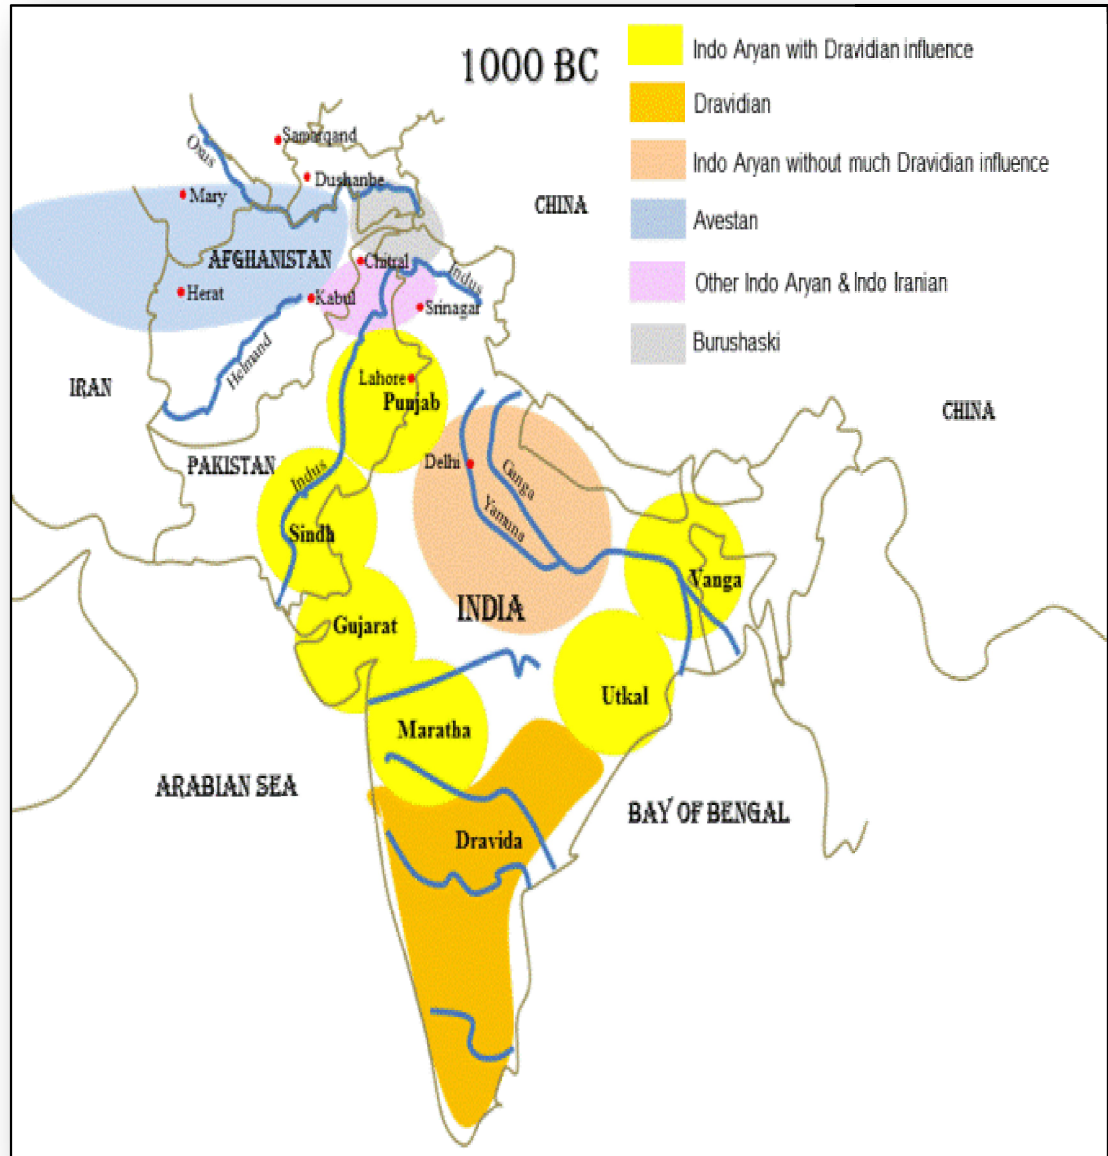 1000 BC
Indo Aryan with Dravidian influence
Dravidian
Indo Aryan without much Dravidian influence
Avestan
Other Indo Aryan & Indo Iranian
Burushaski
Samarqand
Oxus
Dushanbe
Mary
CHINA
AFGHANISTAN
Chitral
Indus
Herat
Kabul
Srinagar
Helmand
IRAN
Lahore
Punjab
CHINA
PAKISTAN
Indus
Delhi
Ganga
Yamuna
Sindh
Vanga
INDIA
Gujarat
Utkal
Maratha
ARABIAN SEA
BAY OF BENGAL
Dravida